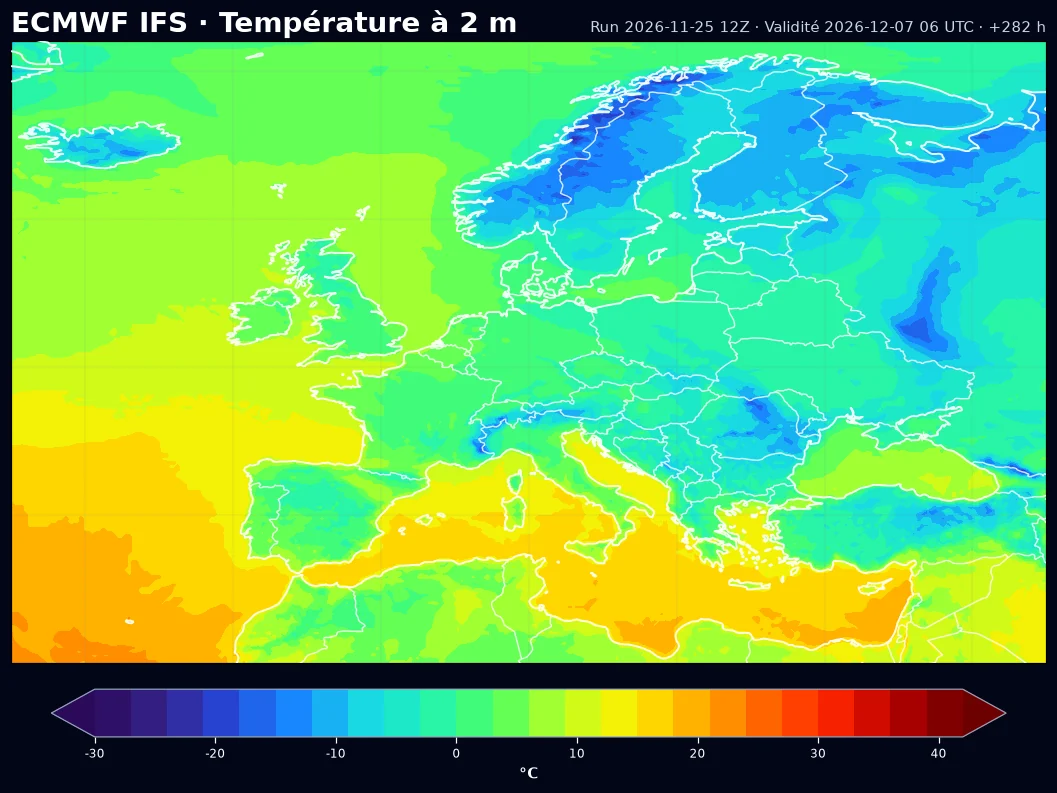 ECMWF IFS · Température à 2 m
Run 2026-11-25 12Z · Validité 2026-12-07 06 UTC · +282 h
-30 -20 -10 0 10 20 30 40
°C